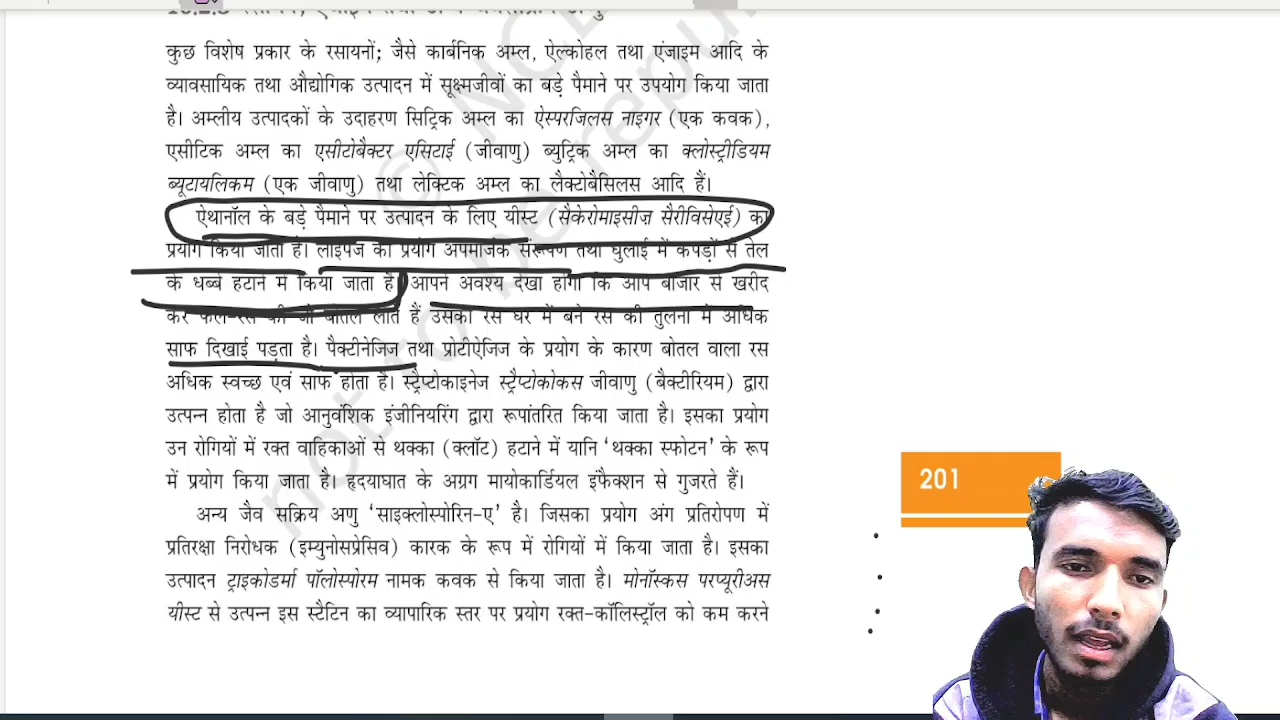 कुछ विशेष प्रकार के रसायनों; जैसे कार्बनिक अम्ल, ऐल्कोहल तथा एंजाइम आदि के
व्यावसायिक तथा औद्योगिक उत्पादन में सूक्ष्मजीवों का बड़े पैमाने पर उपयोग किया जाता
है। अम्लीय उत्पादकों के उदाहरण सिट्रिक अम्ल का ऐस्परजिलस नाइगर (एक कवक),
एसीटिक अम्ल का एसीटोबैक्टर एसिटाई (जीवाणु) ब्युट्रिक अम्ल का क्लोस्ट्रीडियम
ब्यूटायलिकम (एक जीवाणु) तथा लेक्टिक अम्ल का लैक्टोबैसिलस आदि हैं।
ऐथानॉल के बड़े पैमाने पर उत्पादन के लिए यीस्ट (सैकेरोमाइसीज़ सैरीविसेएई) का
प्रयोग किया जाता है। लाइपेज का प्रयोग अपमार्जक संरूपण तथा धुलाई में कपड़ों से तेल
के धब्बे हटाने में किया जाता है। आपने अवश्य देखा होगा कि आप बाजार से खरीद
कर फल-रस की जो बोतल लाते हैं उसका रस घर में बने रस की तुलना में अधिक
साफ दिखाई पड़ता है। पैक्टीनेजिज तथा प्रोटीऐजिज के प्रयोग के कारण बोतल वाला रस
अधिक स्वच्छ एवं साफ होता है। स्ट्रैप्टोकाइनेज स्ट्रैप्टोकोकस जीवाणु (बैक्टीरियम) द्वारा
उत्पन्न होता है जो आनुवंशिक इंजीनियरिंग द्वारा रूपांतरित किया जाता है। इसका प्रयोग
उन रोगियों में रक्त वाहिकाओं से थक्का (क्लॉट) हटाने में यानि 'थक्का स्फोटन' के रूप
में प्रयोग किया जाता है। हृदयाघात के अग्रग मायोकार्डियल इंफैक्शन से गुजरते हैं।
अन्य जैव सक्रिय अणु 'साइक्लोस्पोरिन-ए' है। जिसका प्रयोग अंग प्रतिरोपण में
प्रतिरक्षा निरोधक (इम्युनोसप्रेसिव) कारक के रूप में रोगियों में किया जाता है। इसका
उत्पादन ट्राइकोडर्मा पॉलोस्पोरम नामक कवक से किया जाता है। मोनॉस्कस परप्यूरीअस
यीस्ट से उत्पन्न इस स्टैटिन का व्यापारिक स्तर पर प्रयोग रक्त-कॉलिस्ट्रॉल को कम करने
201